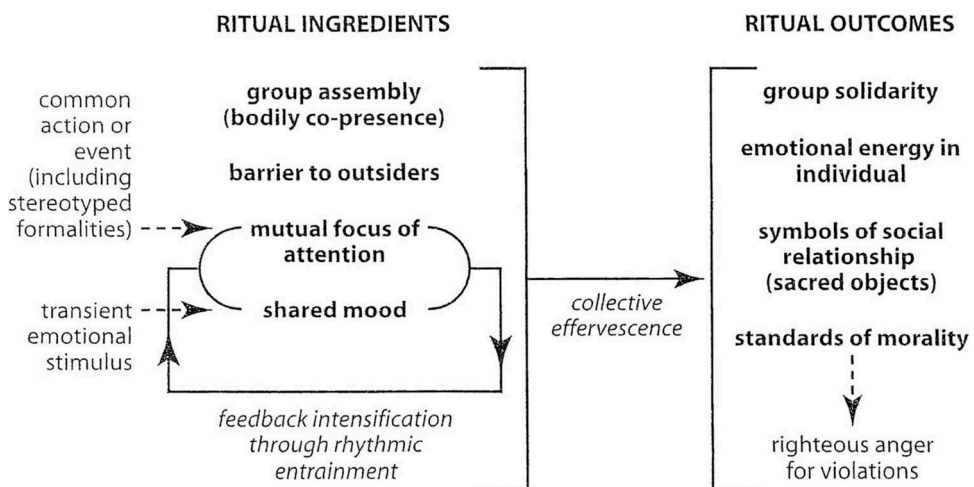 RITUAL INGREDIENTS
RITUAL OUTCOMES
common
action or
event
(including
stereotyped
formalities)
transient
emotional
stimulus
group assembly
(bodily co-presence)
barrier to outsiders
mutual focus of
attention
shared mood
feedback intensification
through rhythmic
entrainment
collective
effervescence
group solidarity
emotional energy in
individual
symbols of social
relationship
(sacred objects)
standards of morality
righteous anger
for violations